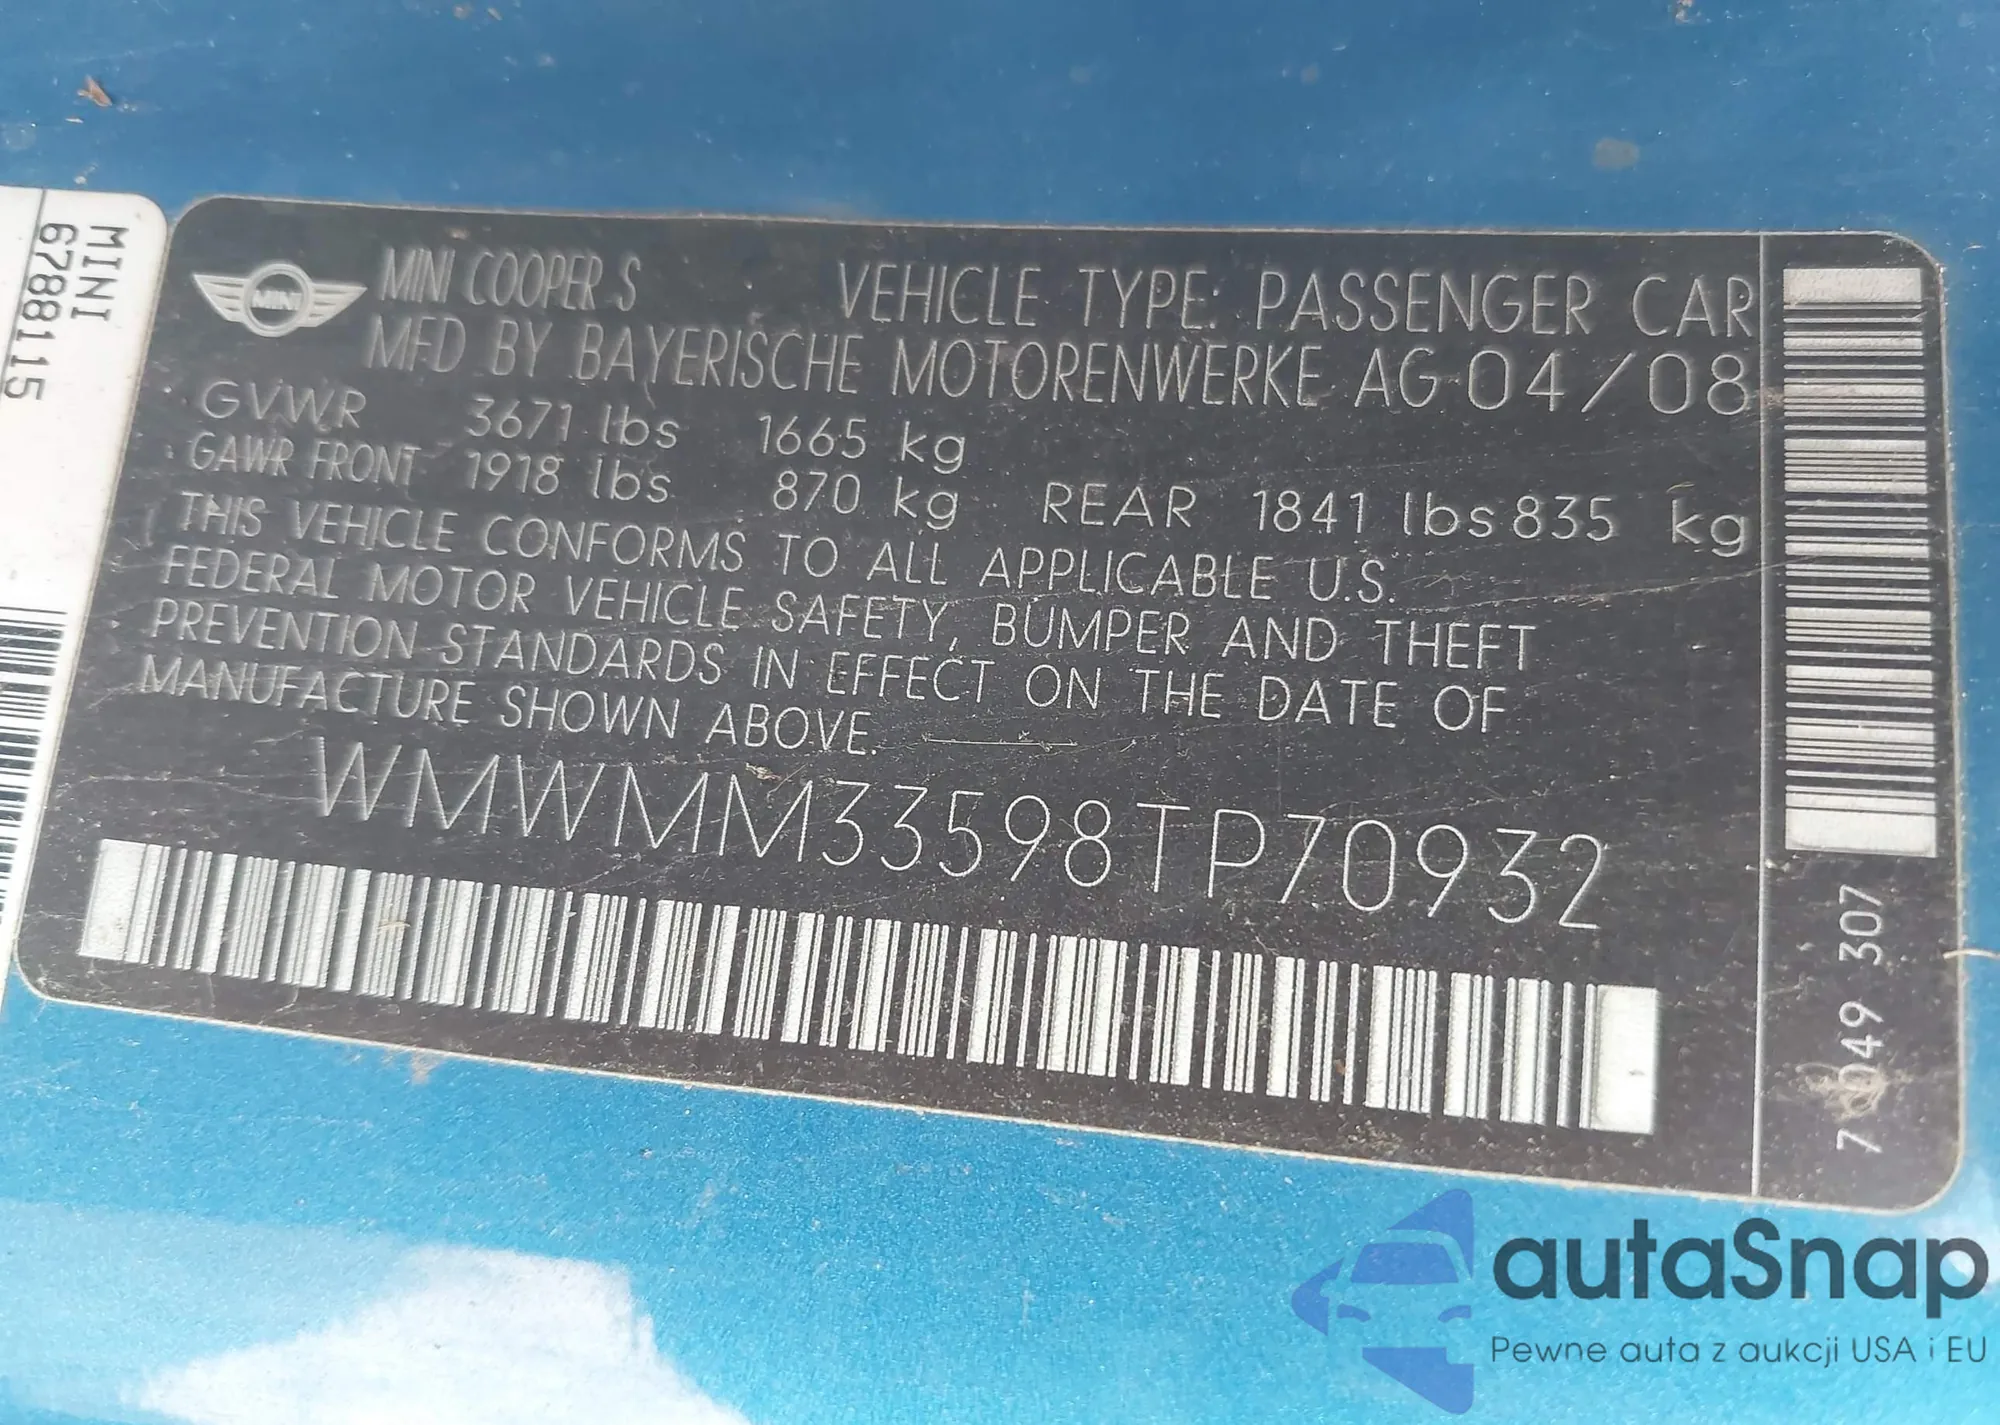 MINI
6788115
MINI
MINI COOPER S VEHICLE TYPE: PASSENGER CAR
MFD BY BAYERISCHE MOTORENWERKE AG 04/08
GVWR 3671 lbs 1665 kg
GAWR FRONT 1918 lbs 870 kg REAR 1841 lbs 835 kg
THIS VEHICLE CONFORMS TO ALL APPLICABLE U.S.
FEDERAL MOTOR VEHICLE SAFETY, BUMPER AND THEFT
PREVENTION STANDARDS IN EFFECT ON THE DATE OF
MANUFACTURE SHOWN ABOVE.
WMWMM33598TP70932
7 049 307
autaSnap
Pewne auta z aukcji USA i EU